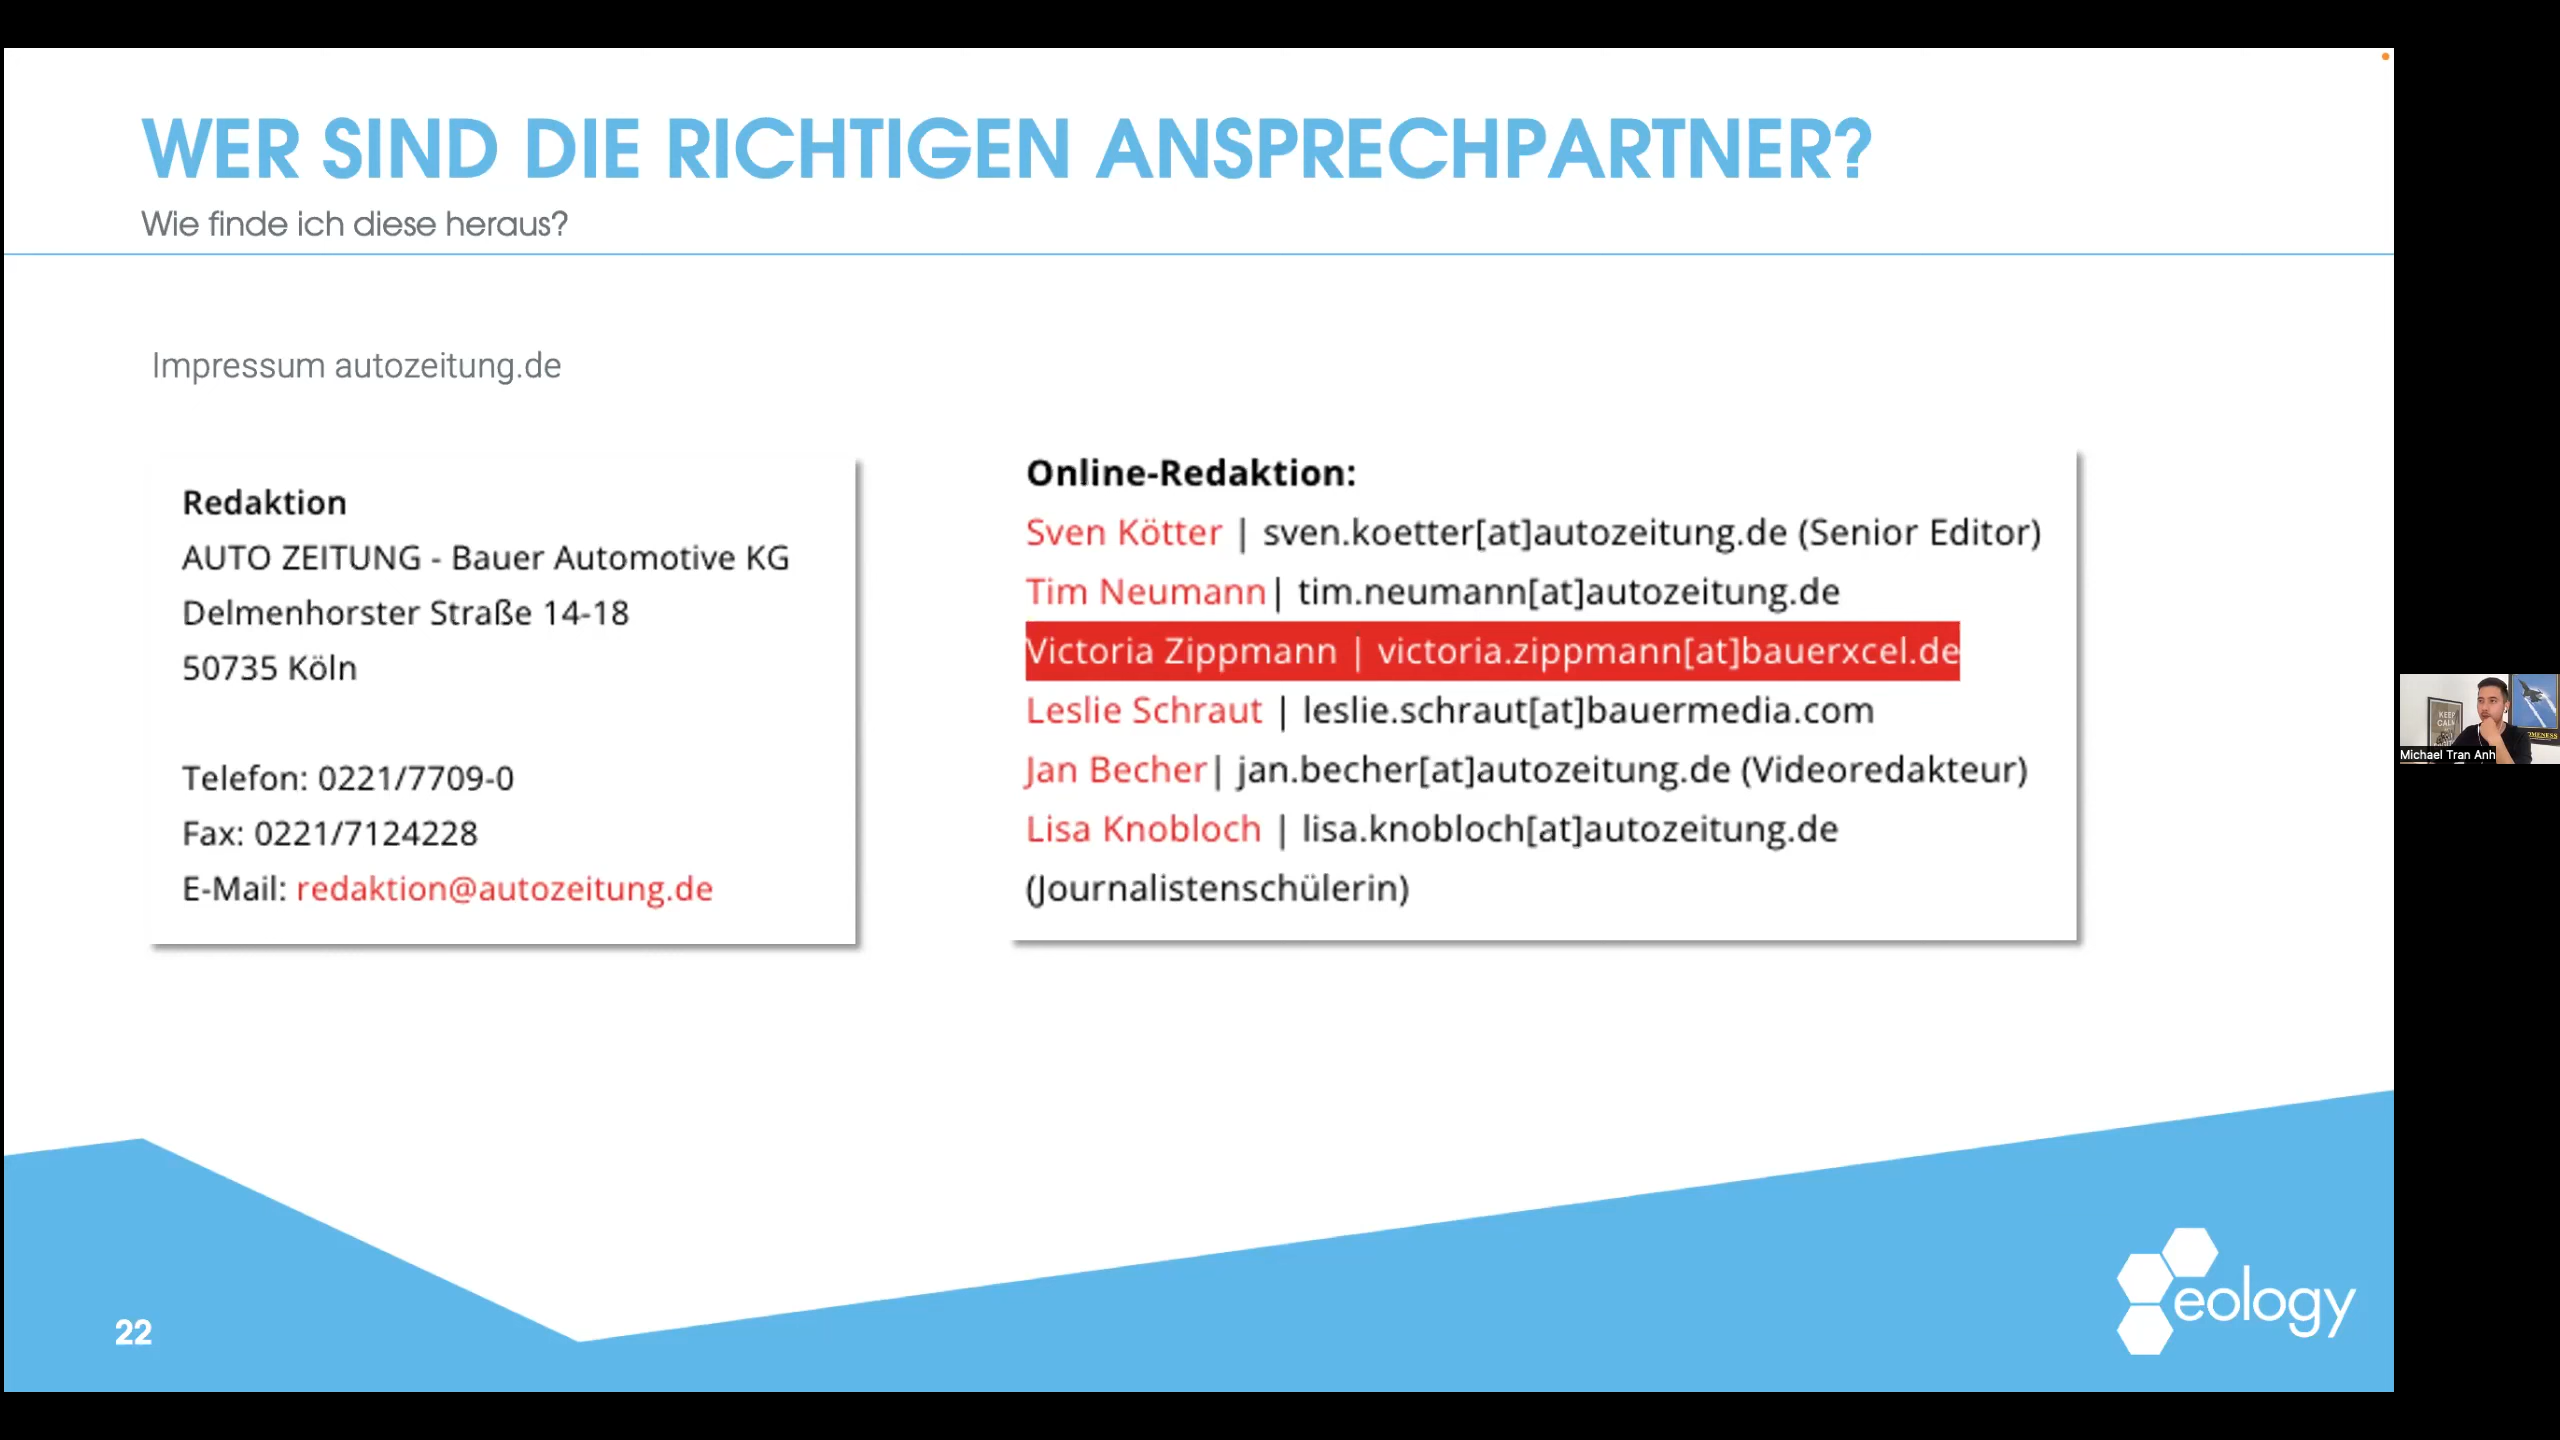 WER SIND DIE RICHTIGEN ANSPRECHPARTNER?
Wie finde ich diese heraus?
Impressum autozeitung.de
Redaktion
AUTO ZEITUNG - Bauer Automotive KG
Delmenhorster Straße 14-18
50735 Köln
Telefon: 0221/7709-0
Fax: 0221/7124228
E-Mail: redaktion@autozeitung.de
Online-Redaktion:
Sven Kötter | sven.koetter[at]autozeitung.de (Senior Editor)
Tim Neumann| tim.neumann[at]autozeitung.de
Victoria Zippmann | victoria.zippmann[at]bauerxcel.de
Leslie Schraut | leslie.schraut[at]bauermedia.com
Jan Becher| jan.becher[at]autozeitung.de (Videoredakteur)
Lisa Knobloch | lisa.knobloch[at]autozeitung.de
(Journalistenschülerin)
KEEP
CALM
Michael Tran Anh
22
eology